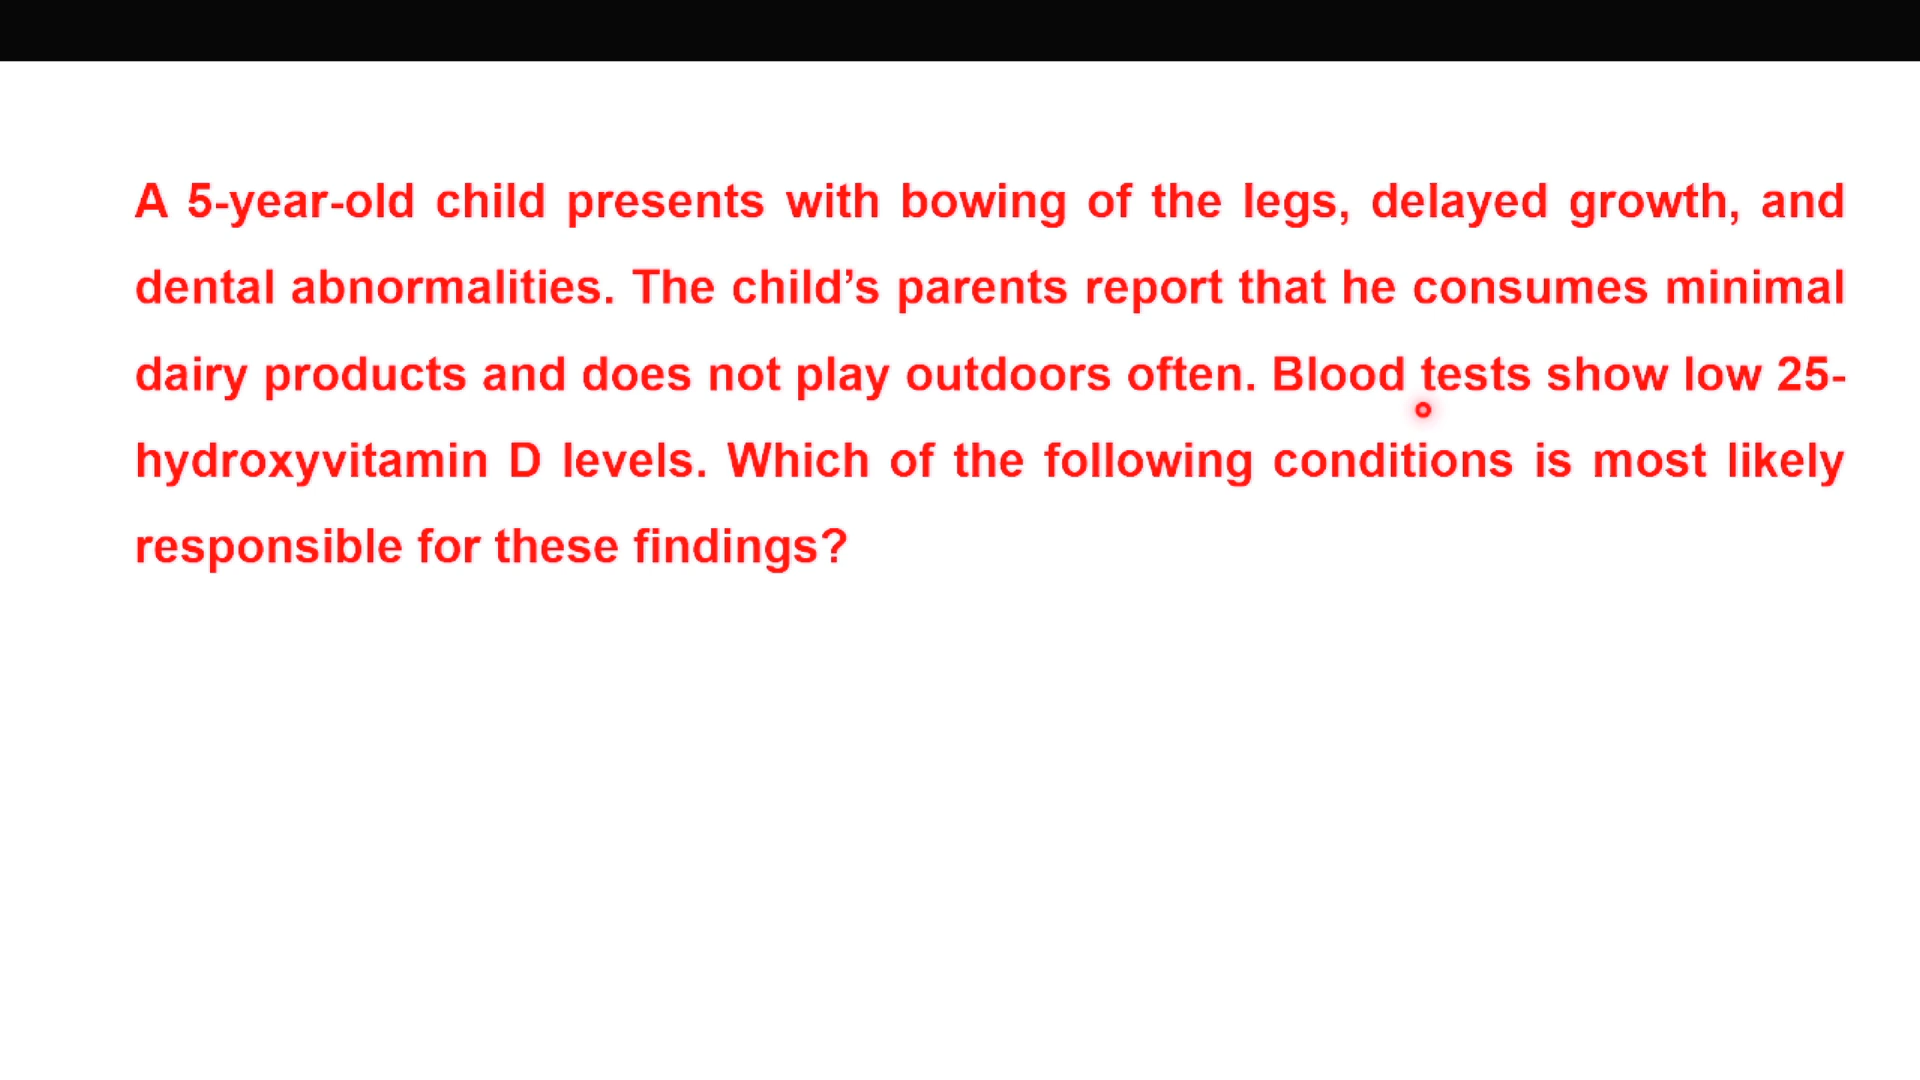 A 5-year-old child presents with bowing of the legs, delayed growth, and
dental abnormalities. The child’s parents report that he consumes minimal
dairy products and does not play outdoors often. Blood tests show low 25-
hydroxyvitamin D levels. Which of the following conditions is most likely
responsible for these findings?